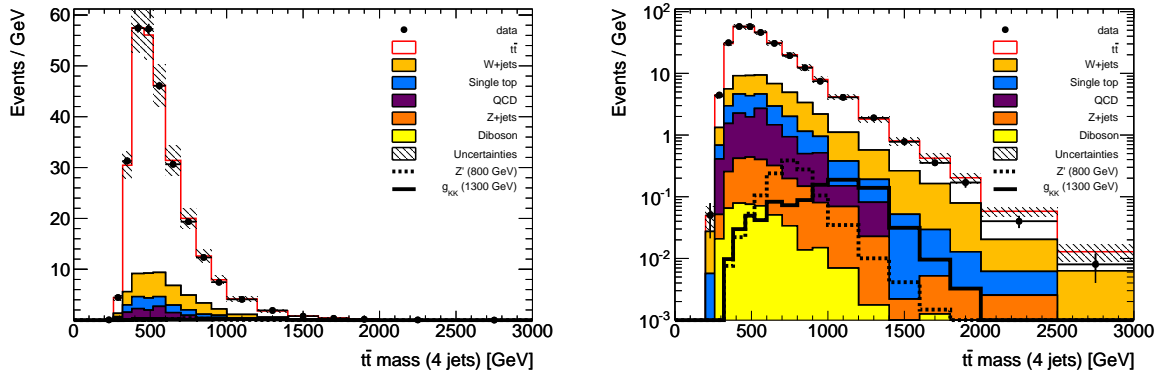 Events / GeV
60
50
40
30
20
10
data
tt̄
W+jets
Single top
QCD
Z+jets
Diboson
Uncertainties
Z' (800 GeV)
g_KK (1300 GeV)
0 500 1000 1500 2000 2500 3000
tt̄ mass (4 jets) [GeV]
Events / GeV
10²
10
1
10⁻¹
10⁻²
10⁻³
data
tt̄
W+jets
Single top
QCD
Z+jets
Diboson
Uncertainties
Z' (800 GeV)
g_KK (1300 GeV)
0 500 1000 1500 2000 2500 3000
tt̄ mass (4 jets) [GeV]